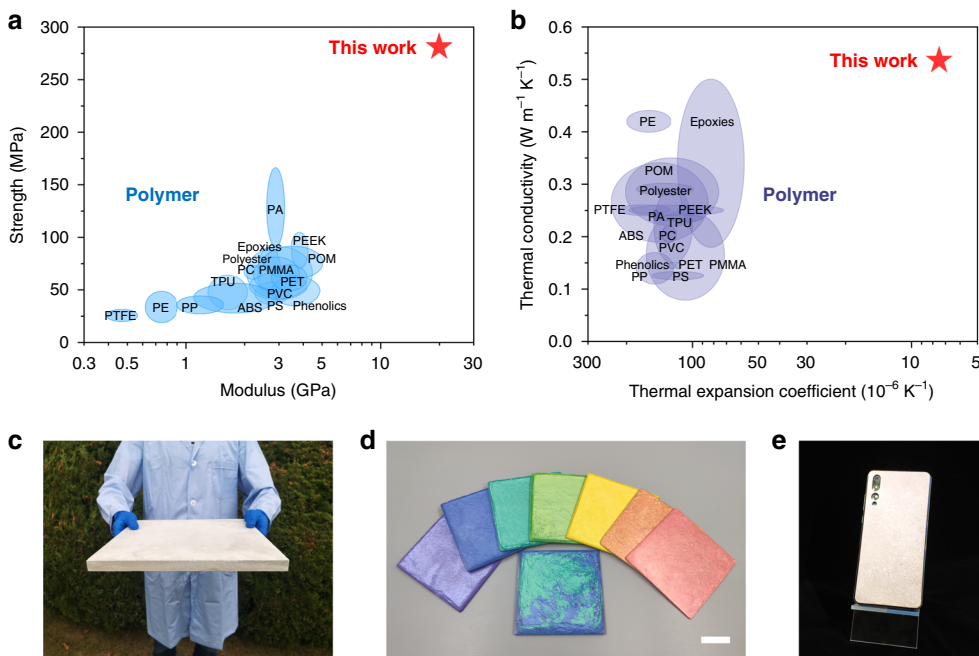 a
300
250
200
150
100
50
0
Strength (MPa)
This work
Polymer
PA
PEEK
Epoxies
Polyester
POM
PC PMMA
TPU
PET
PVC
PTFE
PE
PP
ABS
PS
Phenolics
0.3
0.5
1
3
5
10
30
Modulus (GPa)
b
0.6
0.5
0.4
0.3
0.2
0.1
0
Thermal conductivity (W m⁻¹ K⁻¹)
This work
Polymer
PE
Epoxies
POM
Polyester
PTFE
PEEK
PA
TPU
ABS
PC
PVC
Phenolics
PET
PMMA
PP
PS
300
100
50
30
10
5
Thermal expansion coefficient (10⁻⁶ K⁻¹)
c
d
e